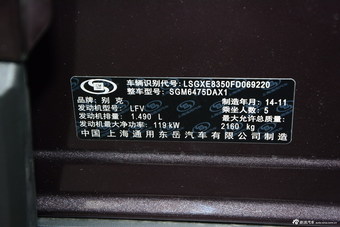 车辆识别代号: LSGXE8350FD069220
整车型号: SGM6475DAX1
品牌: 别克 制造年月: 14-11
发动机型号: LFV 乘坐人数: 5
发动机排量: 1.490 L 最大允许总质量:
发动机最大净功率: 119 kW 2160 kg
中国 上海通用东岳汽车有限公司制造